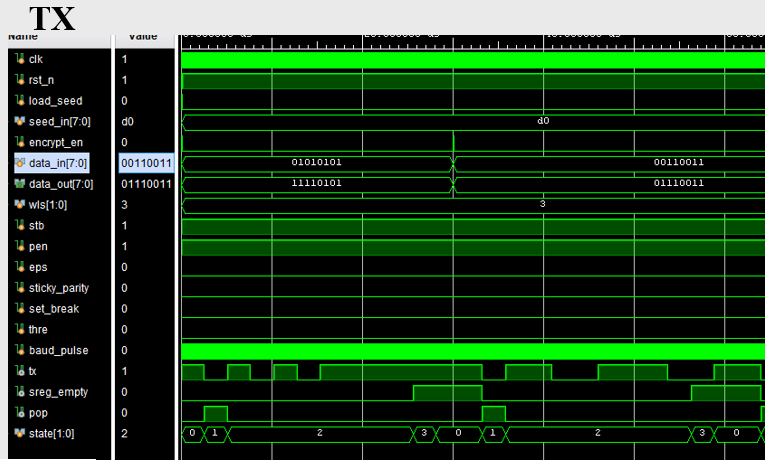 TX
Name Value
clk 1
rst_n 1
load_seed 0
seed_in[7:0] d0 d0
encrypt_en 0
data_in[7:0] 00110011 01010101 00110011
data_out[7:0] 01110011 11110101 01110011
wls[1:0] 3 3
stb 1
pen 1
eps 0
sticky_parity 0
set_break 0
thre 0
baud_pulse 0
tx 1
sreg_empty 0
pop 0
state[1:0] 2 0 1 2 3 0 1 2 3 0